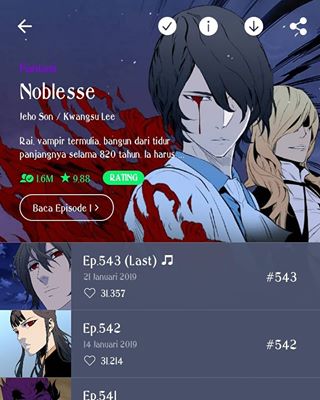 Fantasi
Noblesse
Jeho Son / Kwangsu Lee
Rai, vampir termulia, bangun dari tidur
panjangnya selama 820 tahun. Ia harus
1.6M 9.88 RATING
Baca Episode 1 >
Ep.543 (Last) ♫
21 Januari 2019
#543
31.357
Ep.542
14 Januari 2019
#542
31.214
Ep.541